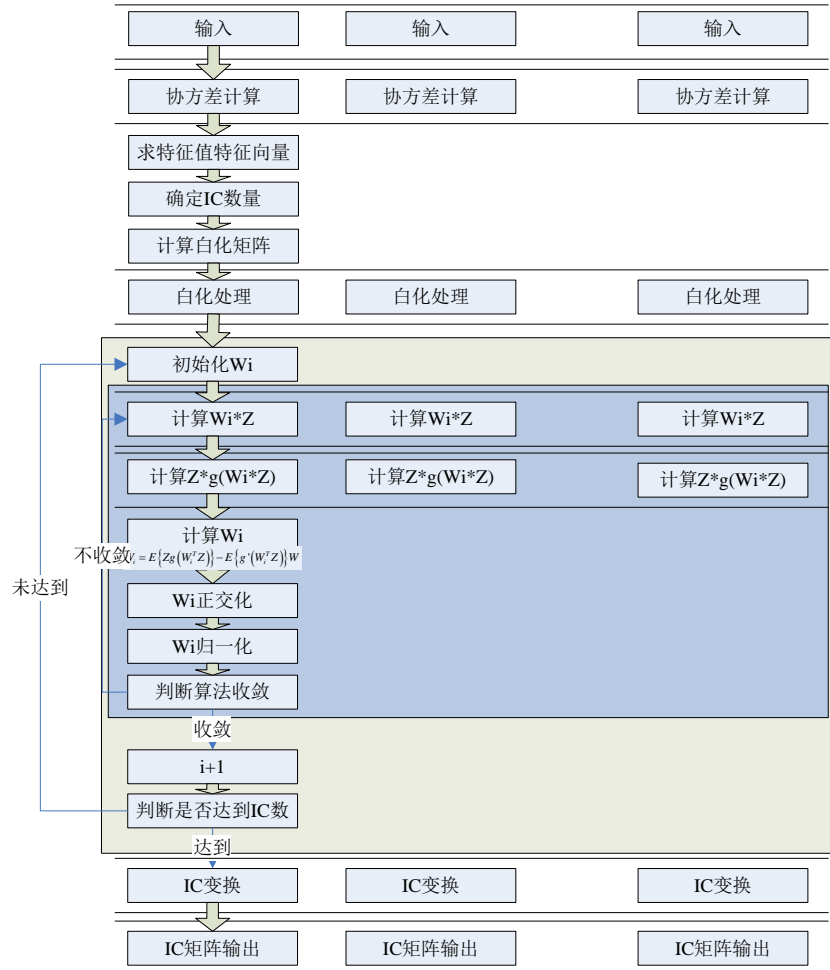 输入 输入 输入
协方差计算 协方差计算 协方差计算
求特征值特征向量
确定IC数量
计算白化矩阵
白化处理 白化处理 白化处理
初始化Wi
计算Wi*Z 计算Wi*Z 计算Wi*Z
计算Z*g(Wi*Z) 计算Z*g(Wi*Z) 计算Z*g(Wi*Z)
计算Wi
不收敛 i = E{Zg(W_i^T Z)} − E{g'(W_i^T Z)}W
未达到
Wi正交化
Wi归一化
判断算法收敛
收敛
i+1
判断是否达到IC数
达到
IC变换 IC变换 IC变换
IC矩阵输出 IC矩阵输出 IC矩阵输出